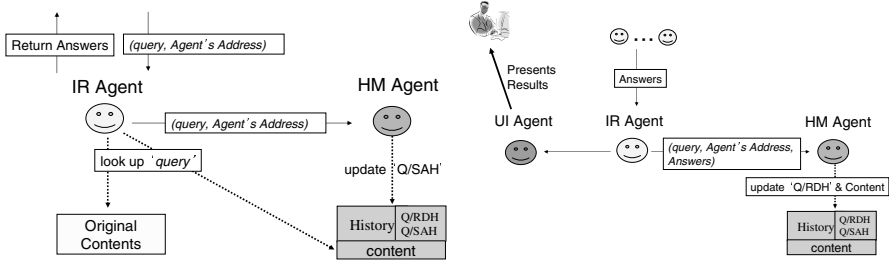 Return Answers
(query, Agent's Address)
IR Agent
HM Agent
(query, Agent's Address)
look up 'query'
update 'Q/SAH'
Original
Contents
History
Q/RDH
Q/SAH
content
Presents
Results
Answers
UI Agent
IR Agent
HM Agent
(query, Agent's Address,
Answers)
update 'Q/RDH' & Content
History
Q/RDH
Q/SAH
content